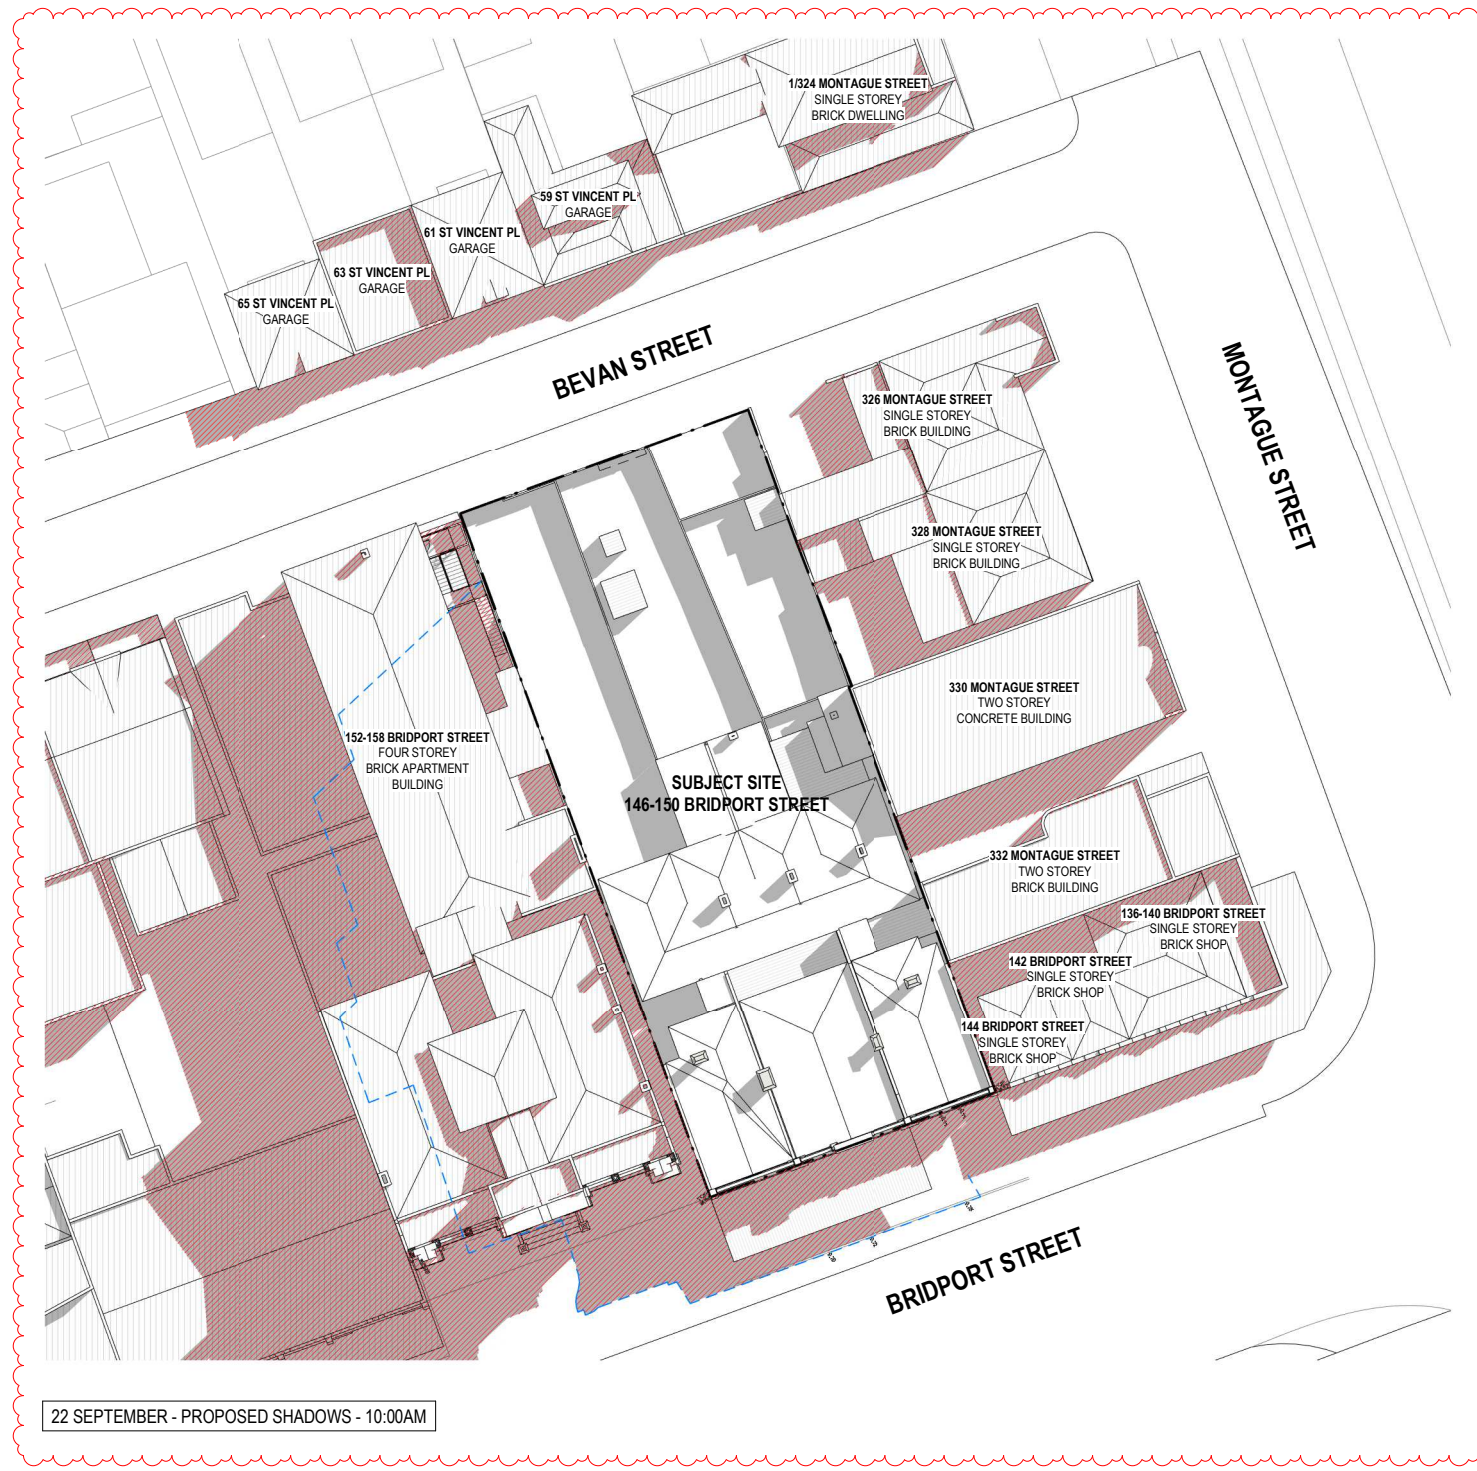 1/324 MONTAGUE STREET
SINGLE STOREY
BRICK DWELLING
59 ST VINCENT PL
GARAGE
61 ST VINCENT PL
GARAGE
63 ST VINCENT PL
GARAGE
65 ST VINCENT PL
GARAGE
BEVAN STREET
MONTAGUE STREET
326 MONTAGUE STREET
SINGLE STOREY
BRICK BUILDING
328 MONTAGUE STREET
SINGLE STOREY
BRICK BUILDING
330 MONTAGUE STREET
TWO STOREY
CONCRETE BUILDING
152-158 BRIDPORT STREET
FOUR STOREY
BRICK APARTMENT
BUILDING
SUBJECT SITE
146-150 BRIDPORT STREET
332 MONTAGUE STREET
TWO STOREY
BRICK BUILDING
136-140 BRIDPORT STREET
SINGLE STOREY
BRICK SHOP
142 BRIDPORT STREET
SINGLE STOREY
BRICK SHOP
144 BRIDPORT STREET
SINGLE STOREY
BRICK SHOP
BRIDPORT STREET
22 SEPTEMBER - PROPOSED SHADOWS - 10:00AM